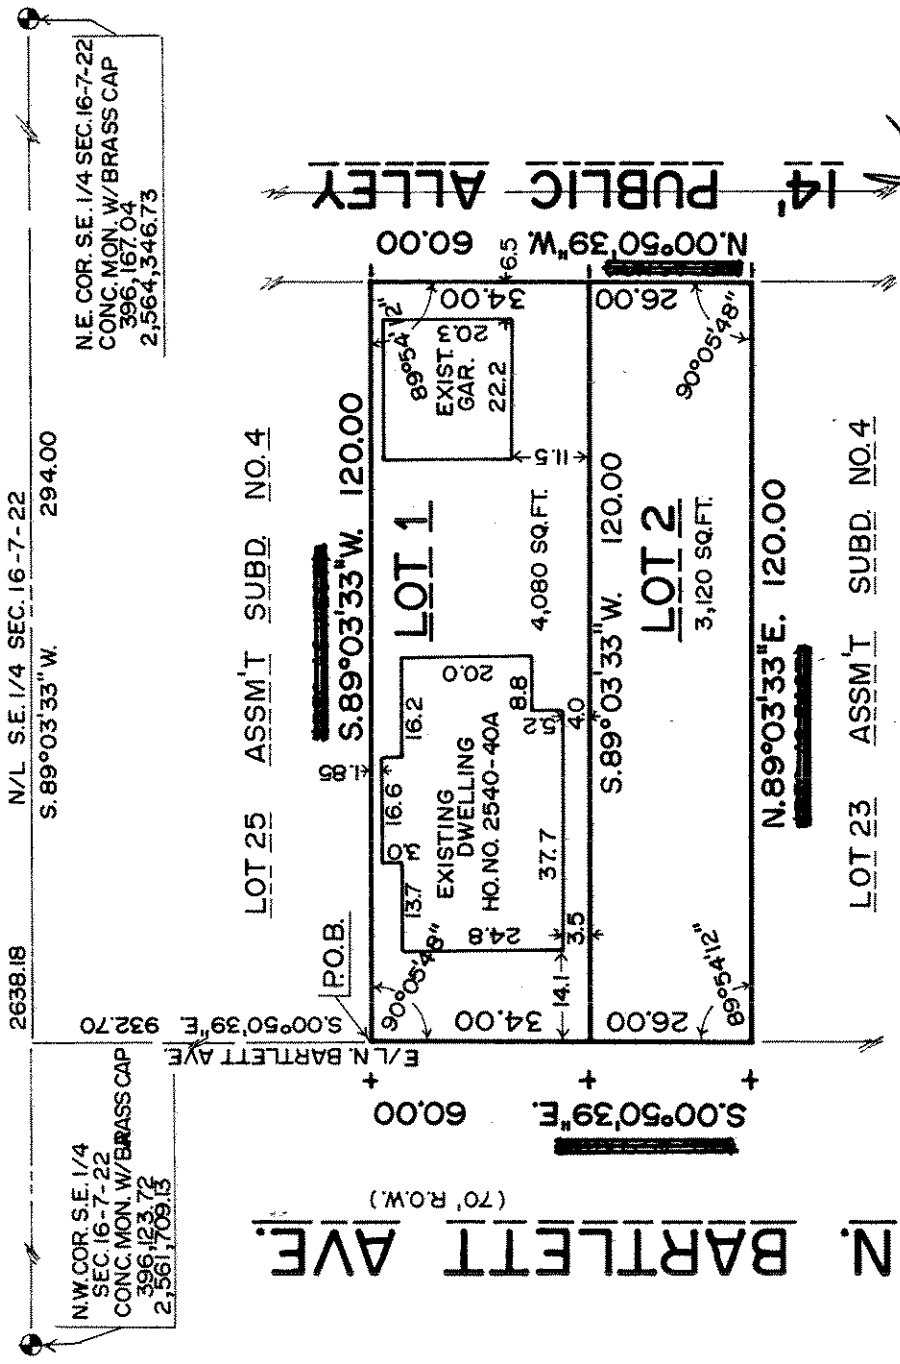 N/L S.E. 1/4 SEC. 16-7-22
2638.18
S.89°03'33"W.
294.00
N.W. COR. S.E. 1/4
SEC. 16-7-22
CONC. MON. W/BRASS CAP
396,123.72
2,561,709.13
N.E. COR. S.E. 1/4 SEC. 16-7-22
CONC. MON. W/BRASS CAP
396,167.04
2,564,346.73
S.00°50'39"E. 932.70
E/L N. BARTLETT AVE.
P.O.B.
LOT 25 ASSM'T SUBD. NO. 4
S.89°03'33"W. 120.00
LOT 1
4,080 SQ.FT.
90°05'48"
89°54'12"
34.00
34.00
1.85
13.7
3.0
16.6
16.2
20.0
8.8
5.2
4.0
37.7
3.5
24.8
14.1
EXISTING
DWELLING
HO. NO. 2540-40A
EXIST.
GAR.
20.3
22.2
11.5
6.5
S.89°03'33"W. 120.00
LOT 2
3,120 SQ.FT.
26.00
26.00
89°54'12"
90°05'48"
N.89°03'33"E. 120.00
LOT 23 ASSM'T SUBD. NO. 4
S.00°50'39"E. 60.00
N.00°50'39"W. 60.00
(70' R.O.W.)
N. BARTLETT AVE.
14' PUBLIC ALLEY